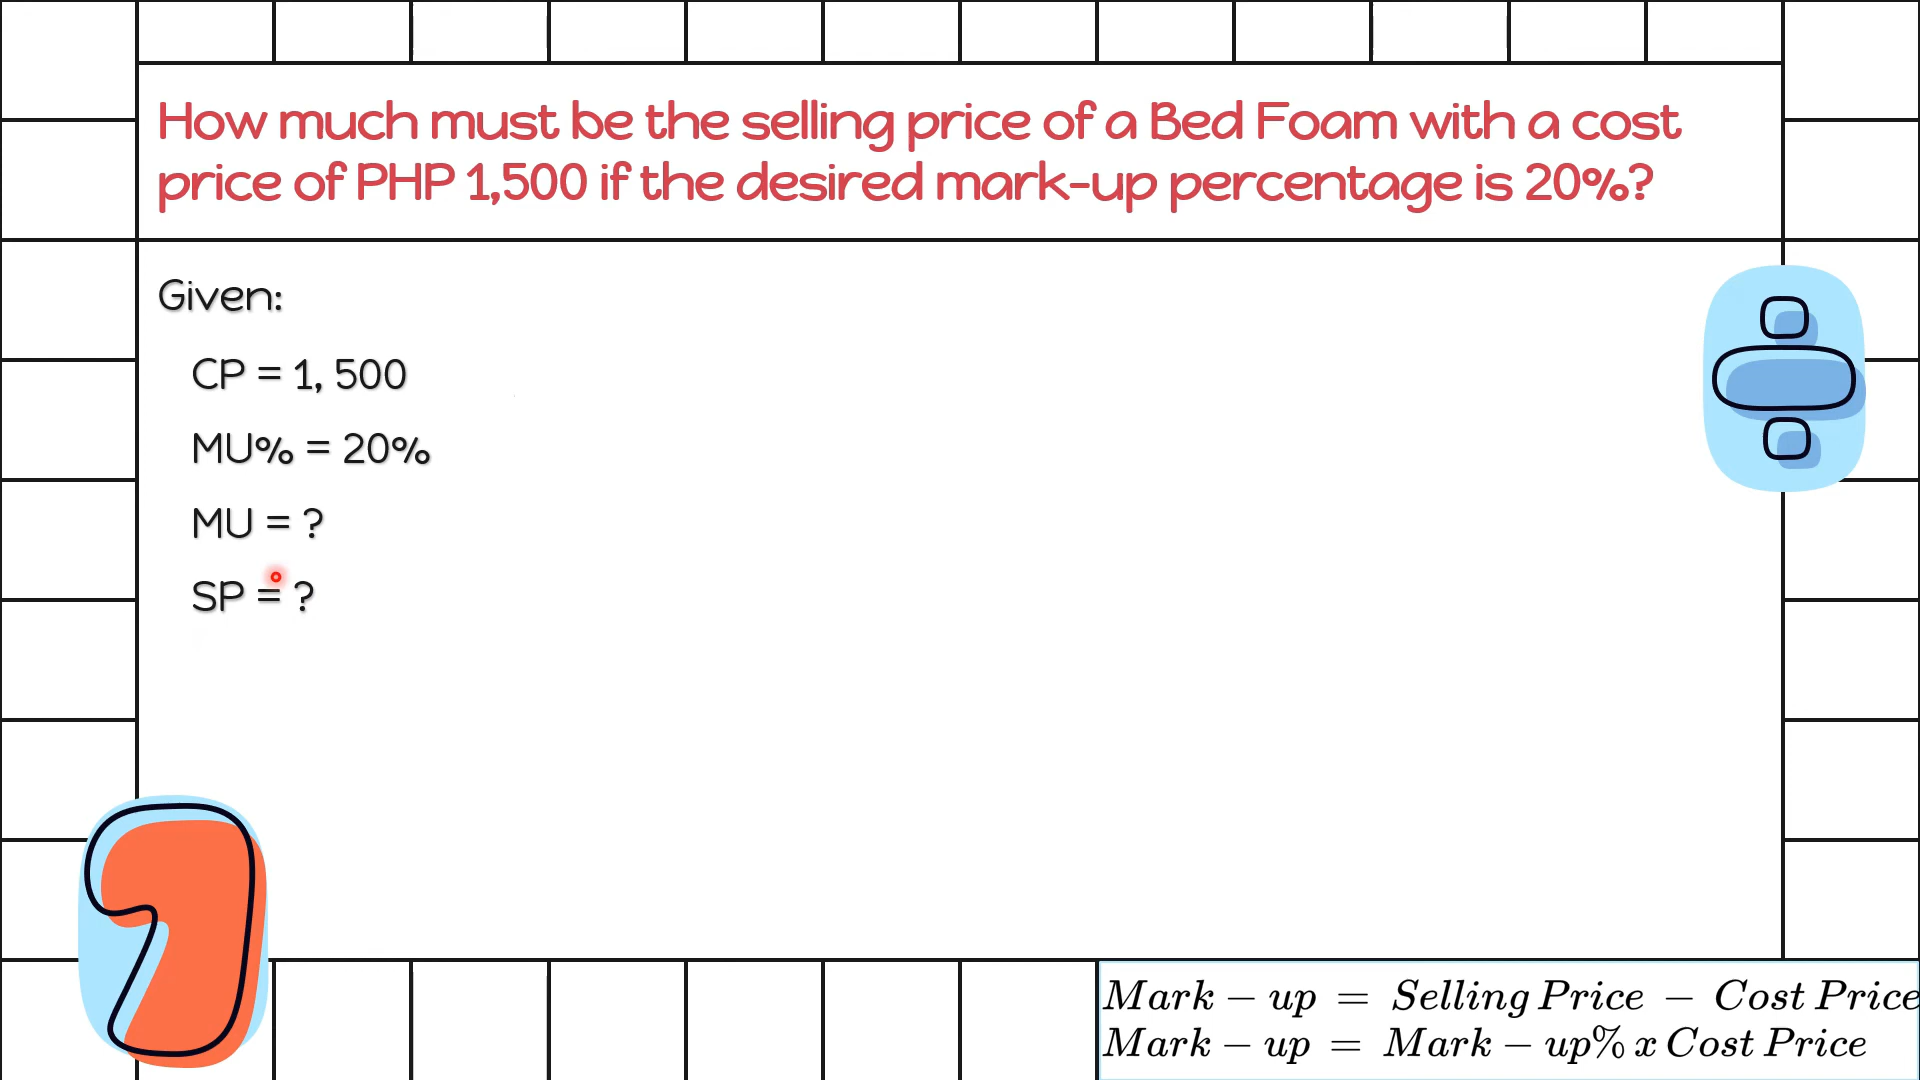 How much must be the selling price of a Bed Foam with a cost
price of PHP 1,500 if the desired mark-up percentage is 20%?
Given:
CP = 1, 500
MU% = 20%
MU = ?
SP = ?
Mark - up = Selling Price - Cost Price
Mark - up = Mark - up% x Cost Price